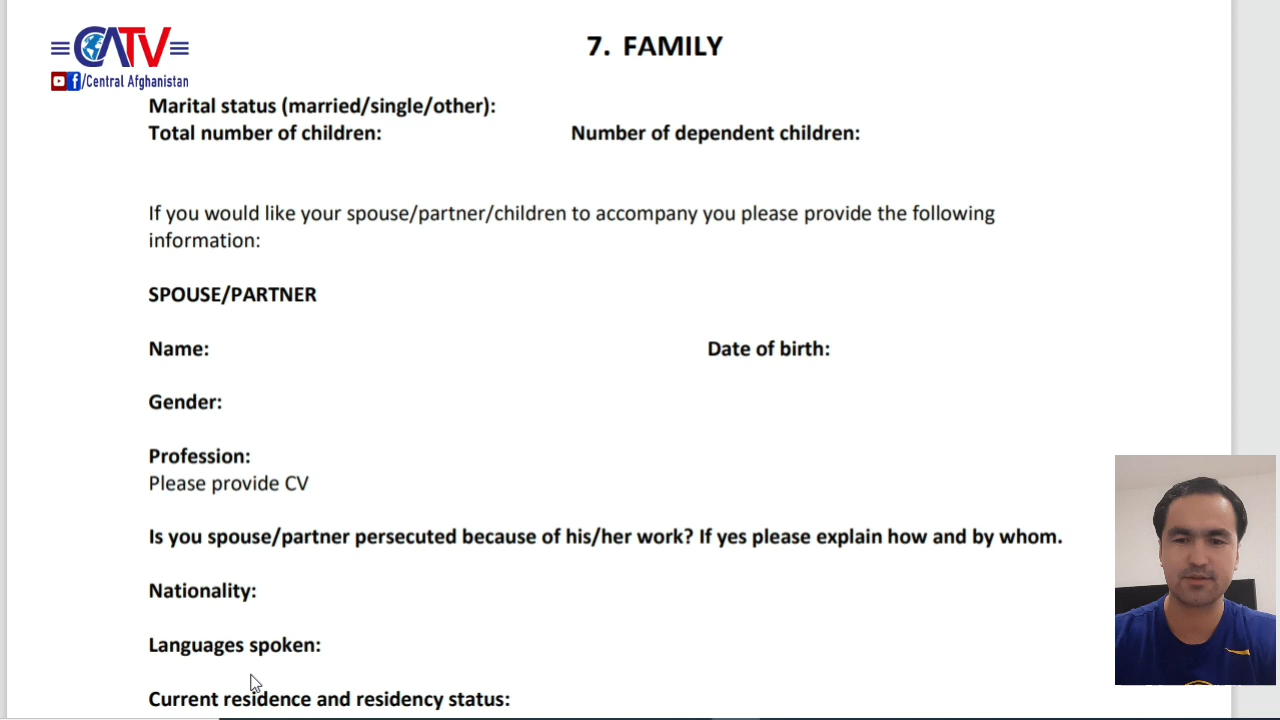 CATV
/Central Afghanistan
7. FAMILY
Marital status (married/single/other):
Total number of children: Number of dependent children:
If you would like your spouse/partner/children to accompany you please provide the following
information:
SPOUSE/PARTNER
Name: Date of birth:
Gender:
Profession:
Please provide CV
Is you spouse/partner persecuted because of his/her work? If yes please explain how and by whom.
Nationality:
Languages spoken:
Current residence and residency status: